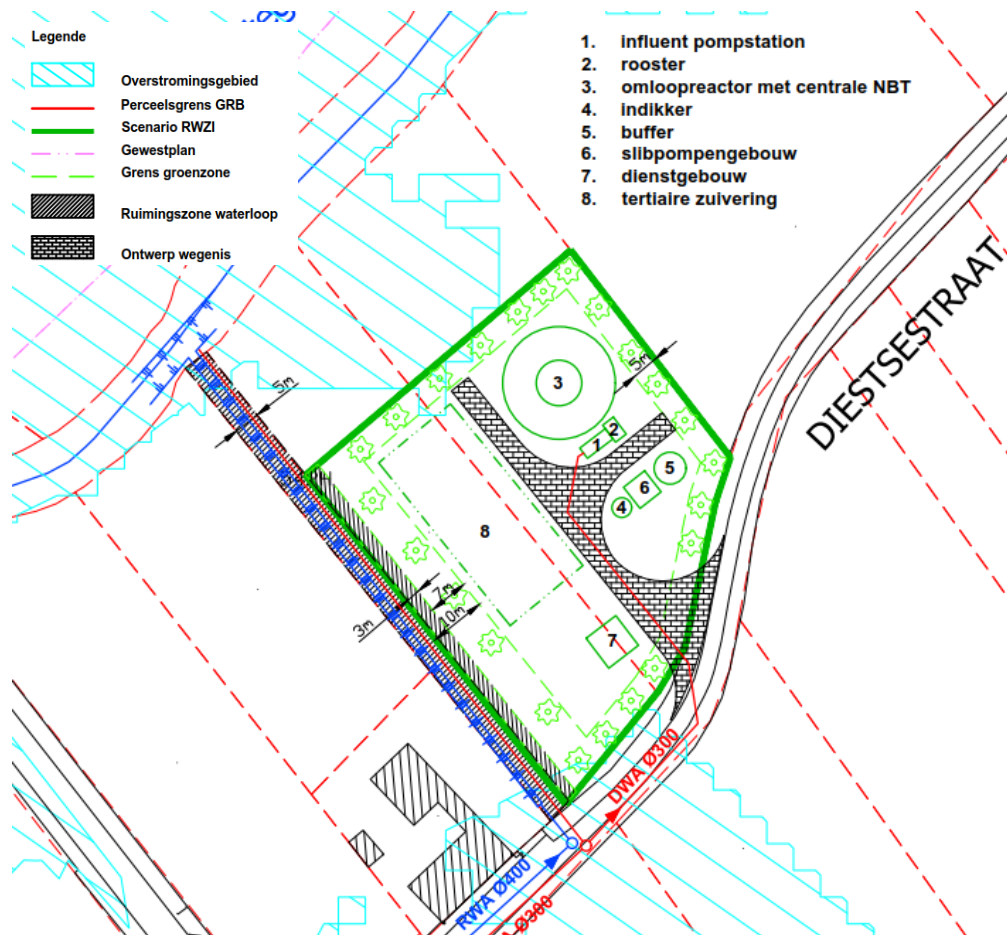 Legende
Overstromingsgebied
Perceelsgrens GRB
Scenario RWZI
Gewestplan
Grens groenzone
Ruimingszone waterloop
Ontwerp wegenis
1. influent pompstation
2. rooster
3. omloopreactor met centrale NBT
4. indikker
5. buffer
6. slibpompengebouw
7. dienstgebouw
8. tertiaire zuivering
DIESTSESTRAAT
5m
3
5m
2
1
5
6
4
8
7m
10m
3m
7
DWA Ø300
RWA Ø400
Ø300